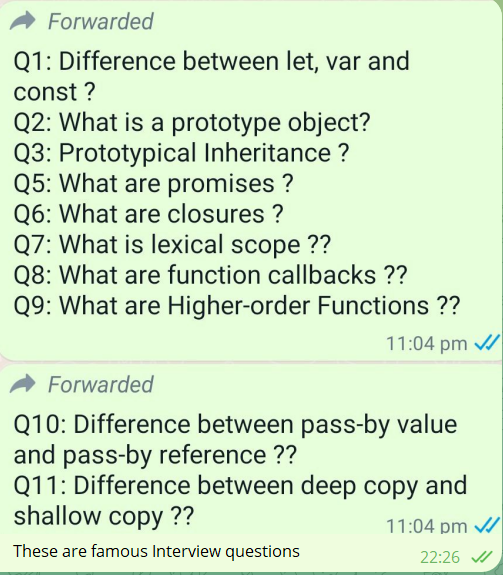 Forwarded
Q1: Difference between let, var and
const ?
Q2: What is a prototype object?
Q3: Prototypical Inheritance ?
Q5: What are promises ?
Q6: What are closures ?
Q7: What is lexical scope ??
Q8: What are function callbacks ??
Q9: What are Higher-order Functions ??
11:04 pm
Forwarded
Q10: Difference between pass-by value
and pass-by reference ??
Q11: Difference between deep copy and
shallow copy ??
11:04 pm
These are famous Interview questions
22:26